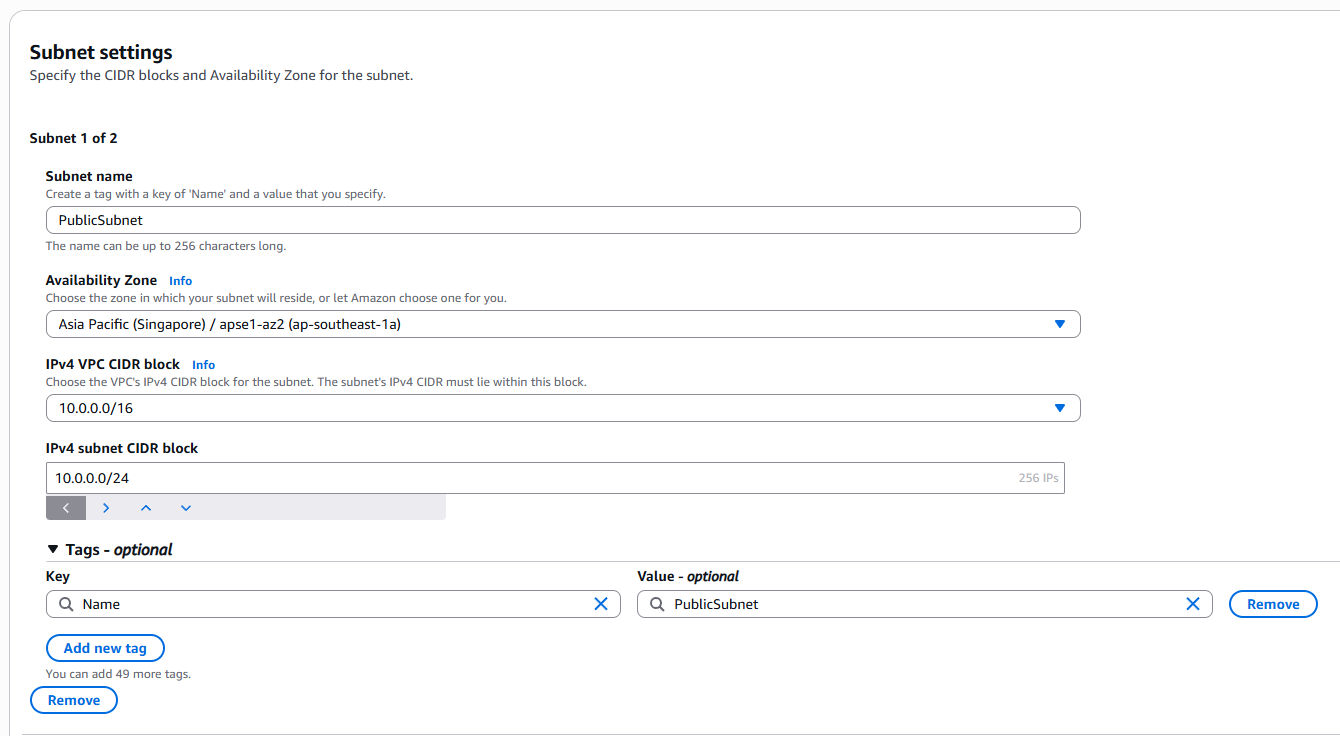 Subnet settings
Specify the CIDR blocks and Availability Zone for the subnet.
Subnet 1 of 2
Subnet name
Create a tag with a key of 'Name' and a value that you specify.
PublicSubnet
The name can be up to 256 characters long.
Availability Zone Info
Choose the zone in which your subnet will reside, or let Amazon choose one for you.
Asia Pacific (Singapore) / apse1-az2 (ap-southeast-1a)
IPv4 VPC CIDR block Info
Choose the VPC's IPv4 CIDR block for the subnet. The subnet's IPv4 CIDR must lie within this block.
10.0.0.0/16
IPv4 subnet CIDR block
10.0.0.0/24 256 IPs
Tags - optional
Key Value - optional
Name PublicSubnet Remove
Add new tag
You can add 49 more tags.
Remove